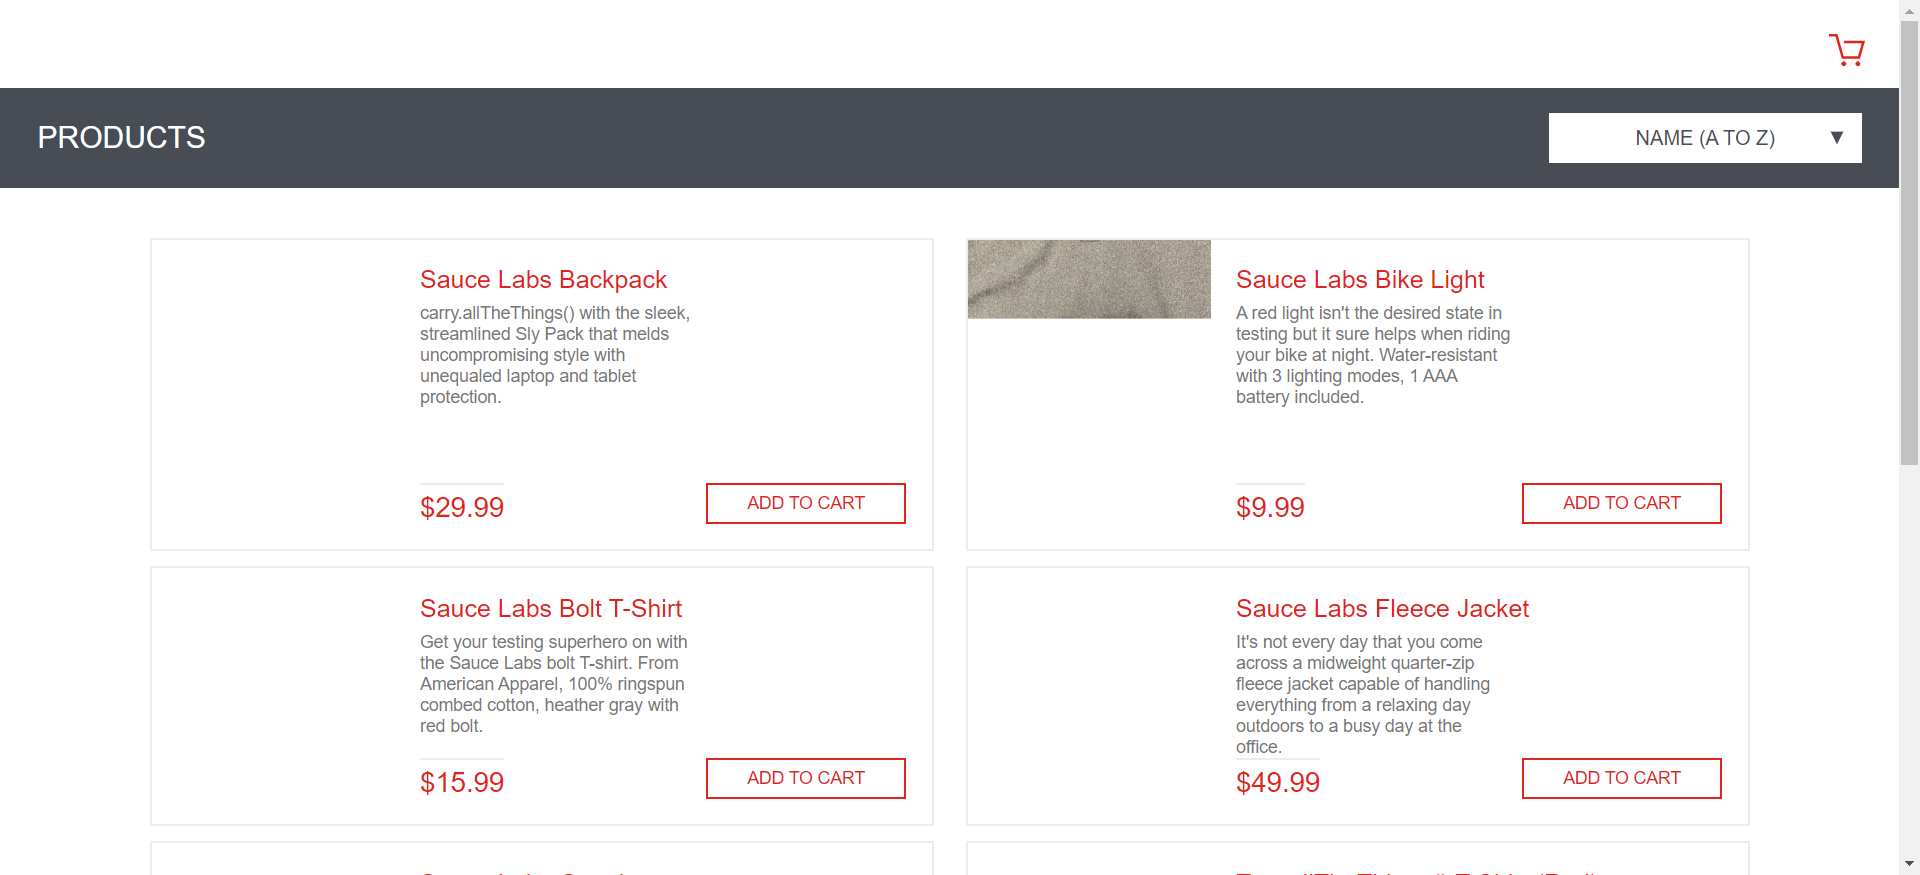 PRODUCTS
NAME (A TO Z)
Sauce Labs Backpack
carry.allTheThings() with the sleek,
streamlined Sly Pack that melds
uncompromising style with
unequaled laptop and tablet
protection.
$29.99
ADD TO CART
Sauce Labs Bike Light
A red light isn't the desired state in
testing but it sure helps when riding
your bike at night. Water-resistant
with 3 lighting modes, 1 AAA
battery included.
$9.99
ADD TO CART
Sauce Labs Bolt T-Shirt
Get your testing superhero on with
the Sauce Labs bolt T-shirt. From
American Apparel, 100% ringspun
combed cotton, heather gray with
red bolt.
$15.99
ADD TO CART
Sauce Labs Fleece Jacket
It's not every day that you come
across a midweight quarter-zip
fleece jacket capable of handling
everything from a relaxing day
outdoors to a busy day at the
office.
$49.99
ADD TO CART